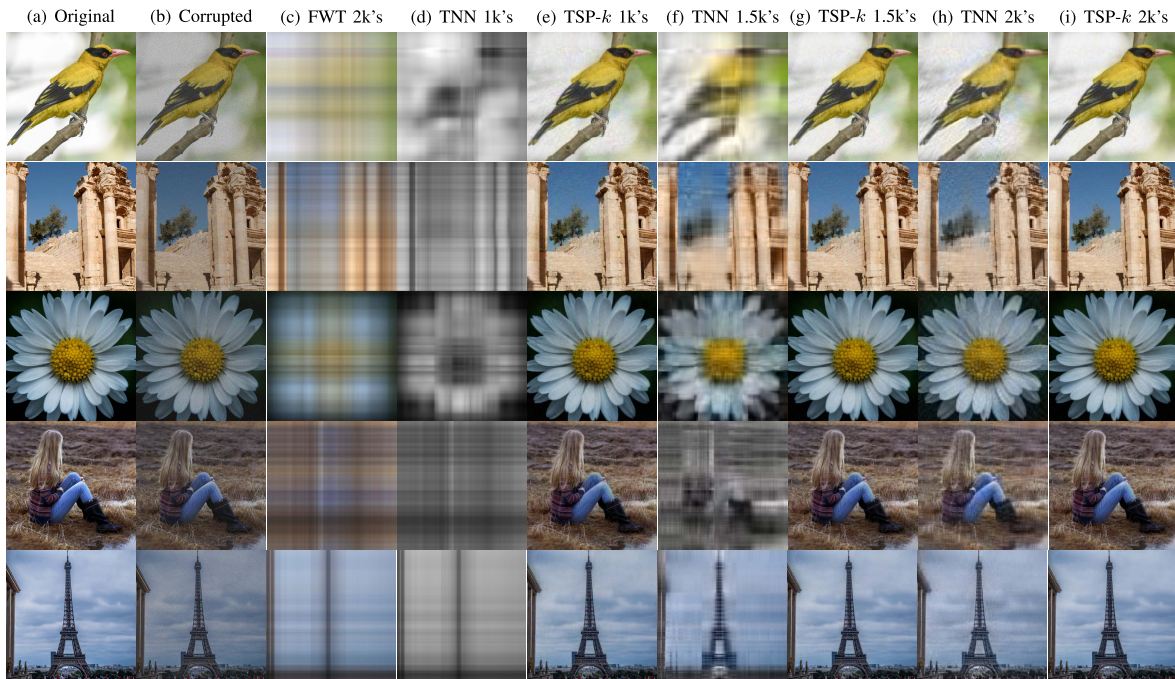 (a) Original (b) Corrupted (c) FWT 2k's (d) TNN 1k's (e) TSP-k 1k's (f) TNN 1.5k's (g) TSP-k 1.5k's (h) TNN 2k's (i) TSP-k 2k's